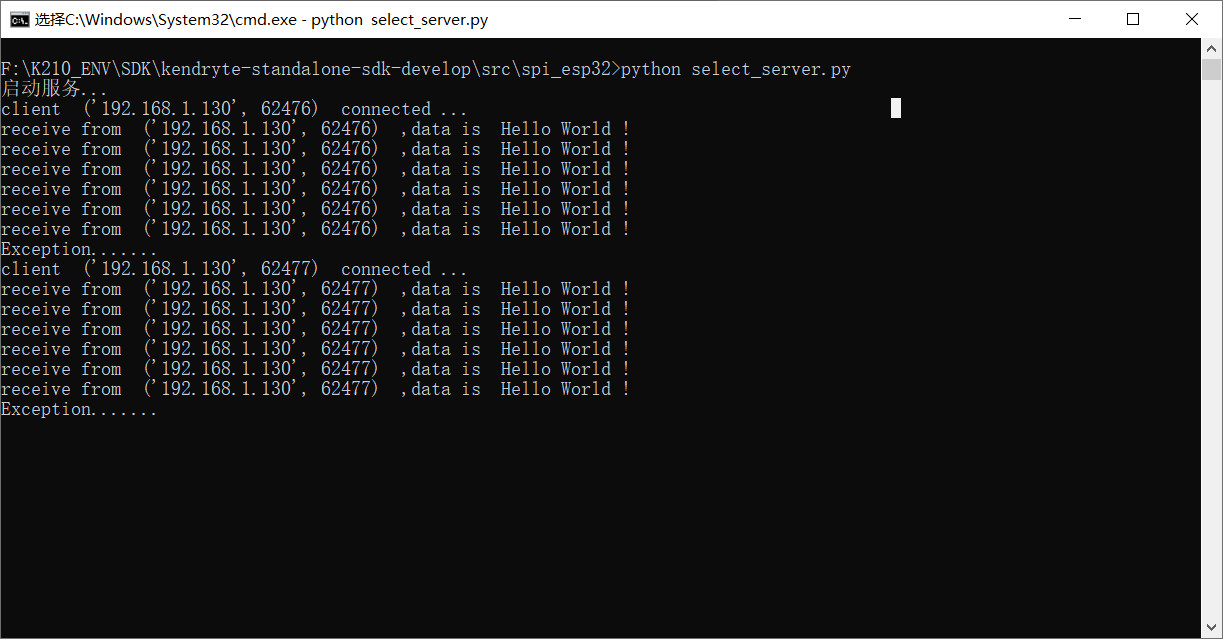 选择C:\Windows\System32\cmd.exe - python  select_server.py
F:\K210_ENV\SDK\kendryte-standalone-sdk-develop\src\spi_esp32>python select_server.py
启动服务...
client  ('192.168.1.130', 62476)  connected ...
receive from  ('192.168.1.130', 62476)  ,data is  Hello World !
receive from  ('192.168.1.130', 62476)  ,data is  Hello World !
receive from  ('192.168.1.130', 62476)  ,data is  Hello World !
receive from  ('192.168.1.130', 62476)  ,data is  Hello World !
receive from  ('192.168.1.130', 62476)  ,data is  Hello World !
receive from  ('192.168.1.130', 62476)  ,data is  Hello World !
Exception.......
client  ('192.168.1.130', 62477)  connected ...
receive from  ('192.168.1.130', 62477)  ,data is  Hello World !
receive from  ('192.168.1.130', 62477)  ,data is  Hello World !
receive from  ('192.168.1.130', 62477)  ,data is  Hello World !
receive from  ('192.168.1.130', 62477)  ,data is  Hello World !
receive from  ('192.168.1.130', 62477)  ,data is  Hello World !
receive from  ('192.168.1.130', 62477)  ,data is  Hello World !
Exception.......